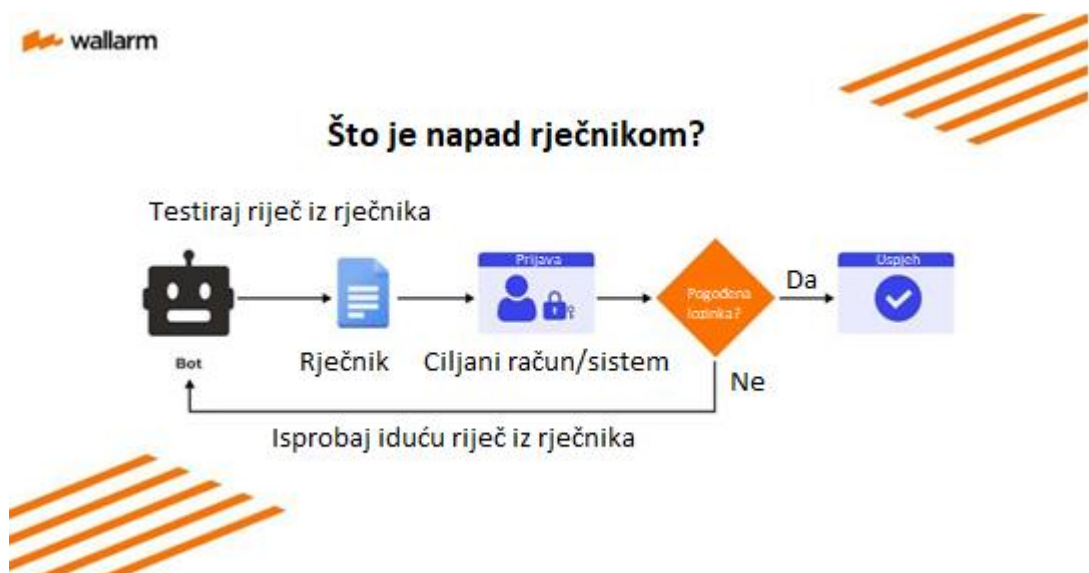 wallarm
Što je napad rječnikom?
Testiraj riječ iz rječnika
Prijava
Uspjeh
Pogođena
lozinka?
Da
Bot
Rječnik
Ciljani račun/sistem
Ne
Isprobaj iduću riječ iz rječnika